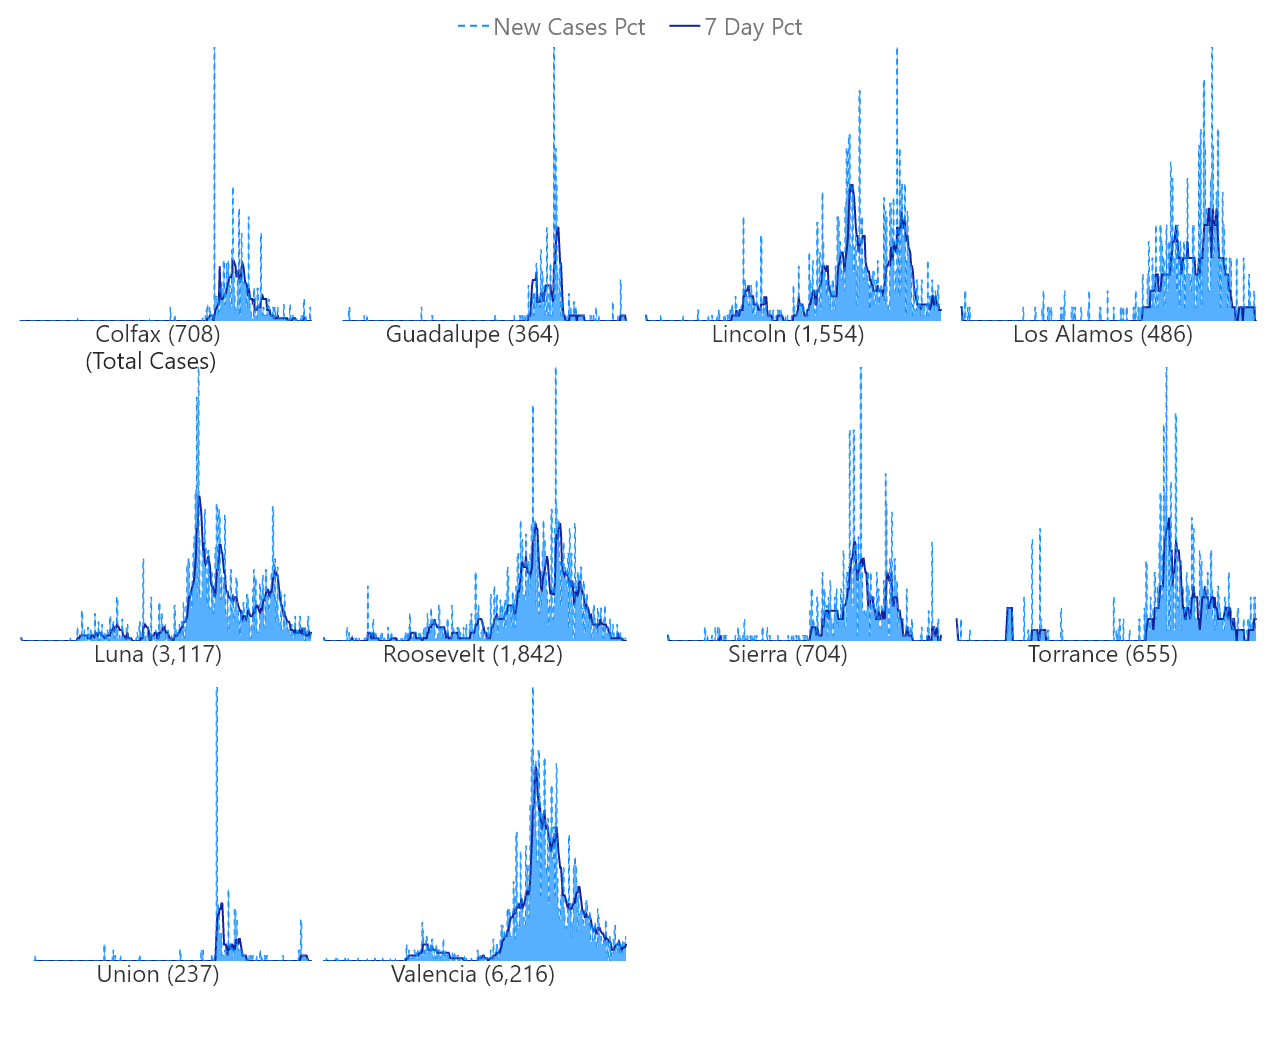 New Cases Pct 7 Day Pct
Colfax (708) Guadalupe (364) Lincoln (1,554) Los Alamos (486)
(Total Cases)
Luna (3,117) Roosevelt (1,842) Sierra (704) Torrance (655)
Union (237) Valencia (6,216)